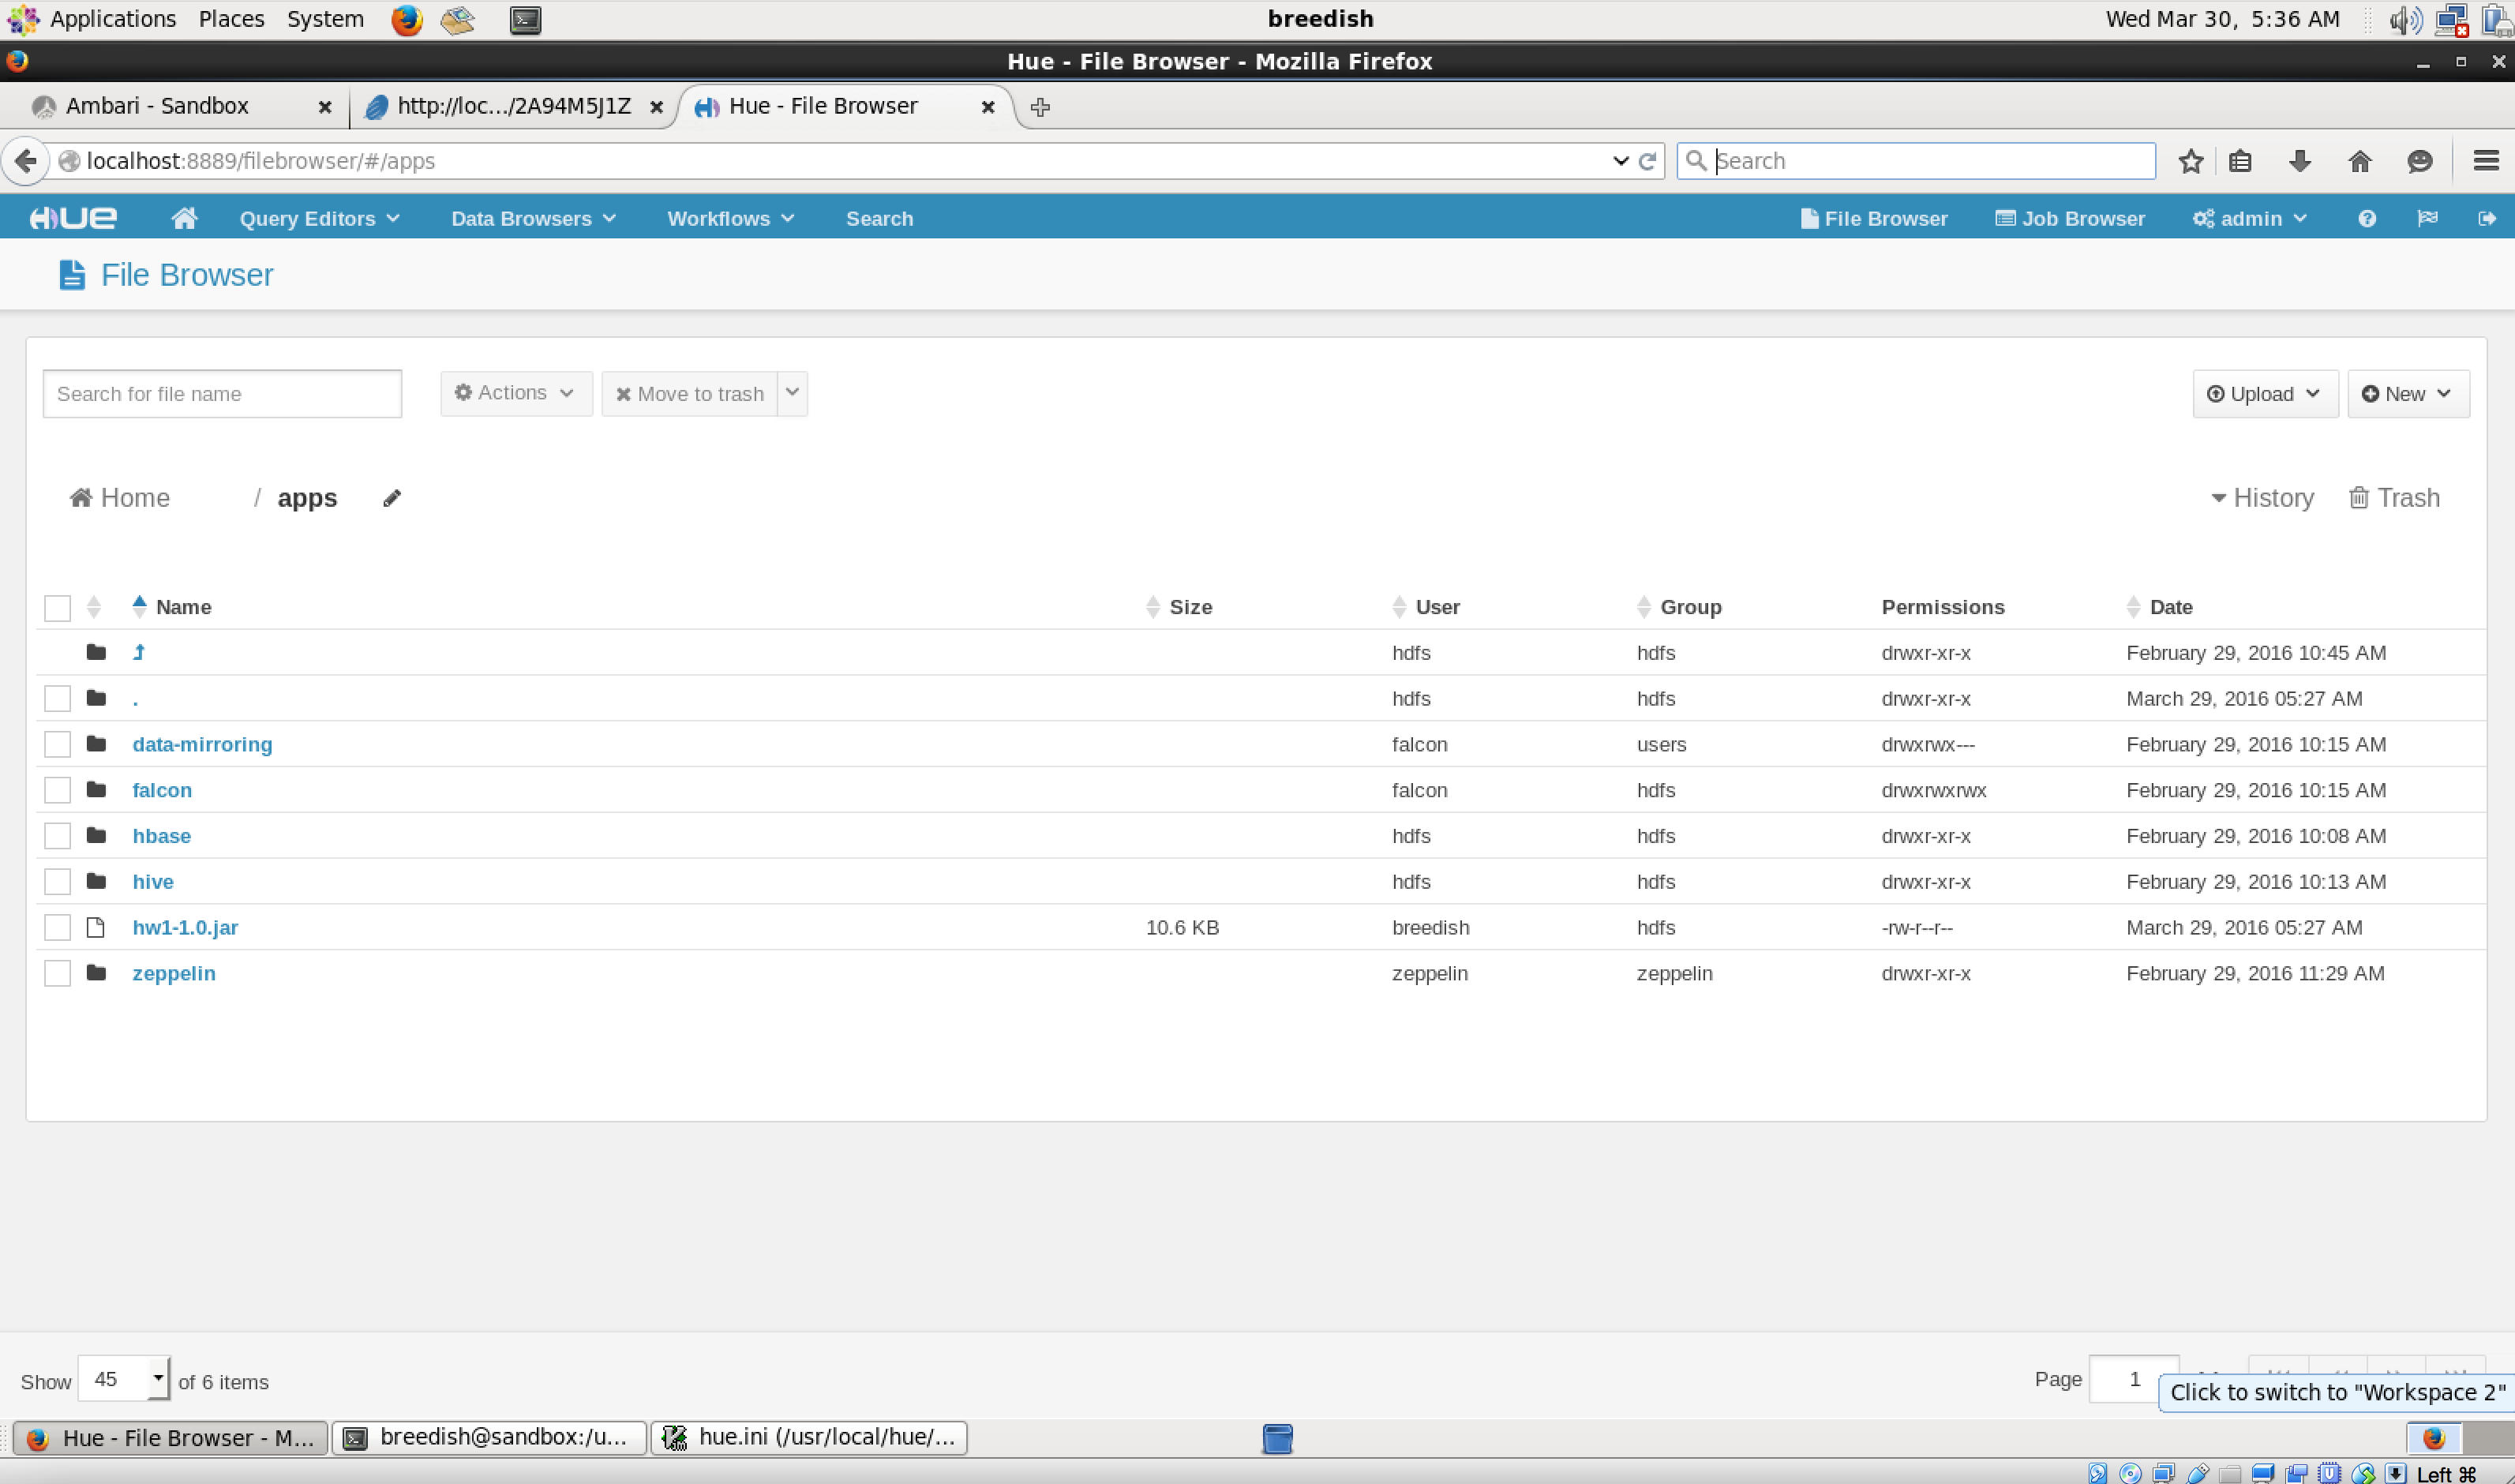 Applications Places System breedish Wed Mar 30, 5:36 AM
Hue - File Browser - Mozilla Firefox
Ambari - Sandbox http://loc.../2A94M5J1Z Hue - File Browser
localhost:8889/filebrowser/#/apps Search
HUE Query Editors Data Browsers Workflows Search File Browser Job Browser admin
File Browser
Search for file name Actions Move to trash Upload New
Home / apps History Trash
Name Size User Group Permissions Date
hdfs hdfs drwxr-xr-x February 29, 2016 10:45 AM
. hdfs hdfs drwxr-xr-x March 29, 2016 05:27 AM
data-mirroring falcon users drwxrwx--- February 29, 2016 10:15 AM
falcon falcon hdfs drwxrwxrwx February 29, 2016 10:15 AM
hbase hdfs hdfs drwxr-xr-x February 29, 2016 10:08 AM
hive hdfs hdfs drwxr-xr-x February 29, 2016 10:13 AM
hw1-1.0.jar 10.6 KB breedish hdfs -rw-r--r-- March 29, 2016 05:27 AM
zeppelin zeppelin zeppelin drwxr-xr-x February 29, 2016 11:29 AM
Show 45 of 6 items Page 1
Click to switch to "Workspace 2"
Hue - File Browser - M... breedish@sandbox:/u... hue.ini (/usr/local/hue/...
Left ⌘